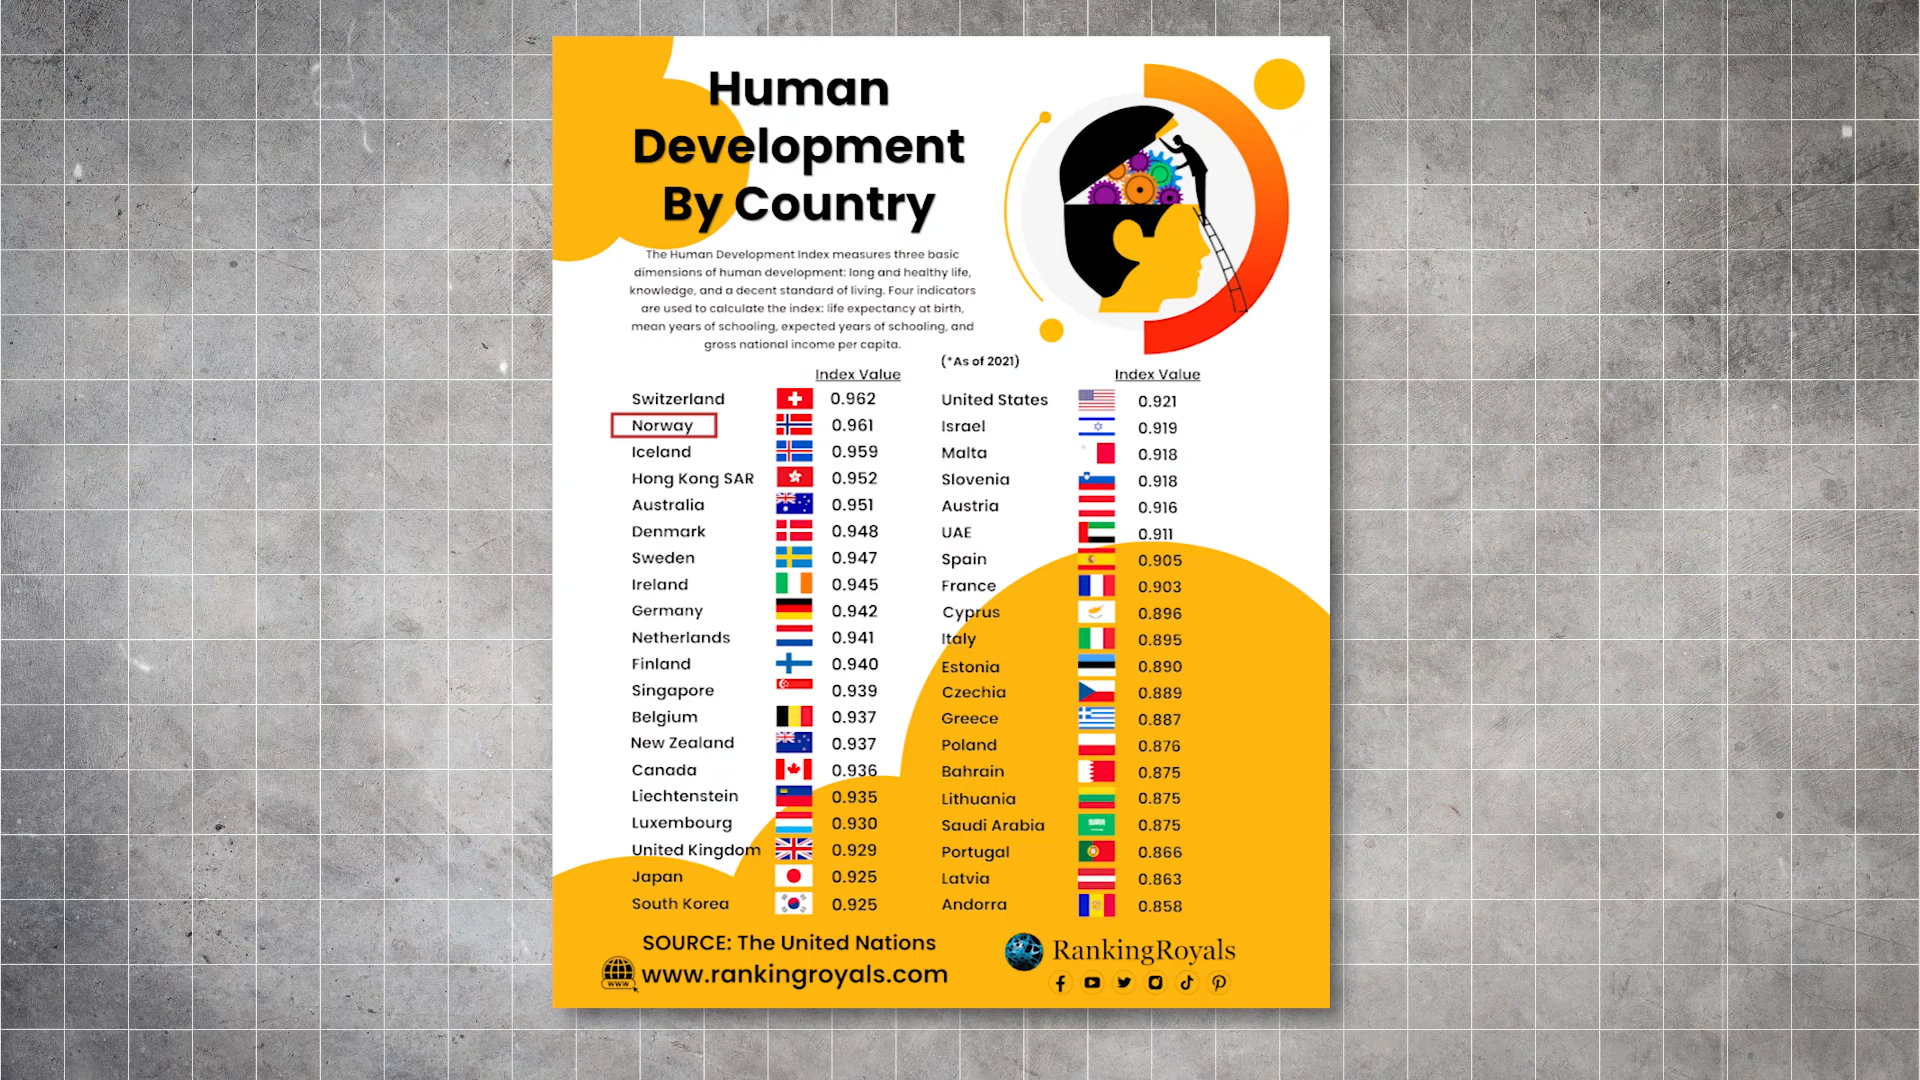 Human
Development
By Country
The Human Development Index measures three basic
dimensions of human development: long and healthy life,
knowledge, and a decent standard of living. Four indicators
are used to calculate the index: life expectancy at birth,
mean years of schooling, expected years of schooling, and
gross national income per capita.
(*As of 2021)
Index Value
Switzerland 0.962
Norway 0.961
Iceland 0.959
Hong Kong SAR 0.952
Australia 0.951
Denmark 0.948
Sweden 0.947
Ireland 0.945
Germany 0.942
Netherlands 0.941
Finland 0.940
Singapore 0.939
Belgium 0.937
New Zealand 0.937
Canada 0.936
Liechtenstein 0.935
Luxembourg 0.930
United Kingdom 0.929
Japan 0.925
South Korea 0.925
Index Value
United States 0.921
Israel 0.919
Malta 0.918
Slovenia 0.918
Austria 0.916
UAE 0.911
Spain 0.905
France 0.903
Cyprus 0.896
Italy 0.895
Estonia 0.890
Czechia 0.889
Greece 0.887
Poland 0.876
Bahrain 0.875
Lithuania 0.875
Saudi Arabia 0.875
Portugal 0.866
Latvia 0.863
Andorra 0.858
SOURCE: The United Nations
www
www.rankingroyals.com
RankingRoyals